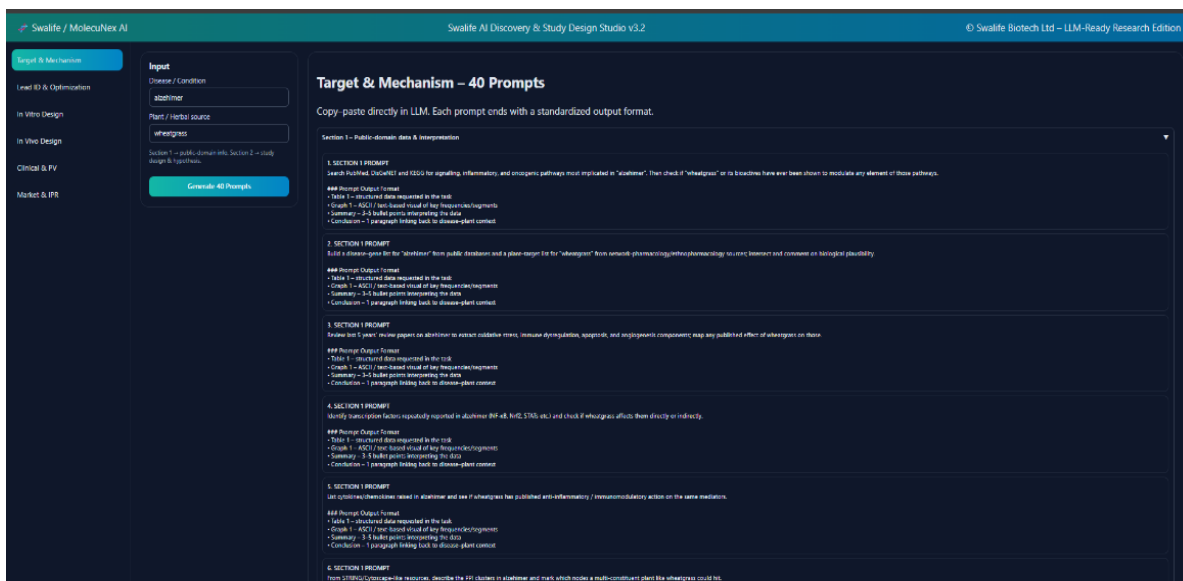 Swalife / MolecuNex AI
Swalife AI Discovery & Study Design Studio v3.2
© Swalife Biotech Ltd – LLM-Ready Research Edition
Target & Mechanism
Lead ID & Optimization
In Vitro Design
In Vivo Design
Clinical & PV
Market & IPR
Input
Disease / Condition
alzehimer
Plant / Herbal source
wheatgrass
Section 1 → public-domain info. Section 2 → study
design & hypothesis.
Generate 40 Prompts
Target & Mechanism – 40 Prompts
Copy-paste directly in LLM. Each prompt ends with a standardized output format.
Section 1 – Public-domain data & interpretation
1. SECTION 1 PROMPT
Search PubMed, DisGeNET and KEGG for signalling, inflammatory, and oncogenic pathways most implicated in "alzehimer". Then check if "wheatgrass" or its bioactives have ever been shown to modulate any element of those pathways.
### Prompt Output Format
• Table 1 – structured data requested in the task
• Graph 1 – ASCII / text-based visual of key frequencies/segments
• Summary – 3–5 bullet points interpreting the data
• Conclusion – 1 paragraph linking back to disease–plant context
2. SECTION 1 PROMPT
Build a disease-gene list for "alzehimer" from public databases and a plant-target list for "wheatgrass" from network-pharmacology/ethnopharmacology sources; intersect and comment on biological plausibility.
### Prompt Output Format
• Table 1 – structured data requested in the task
• Graph 1 – ASCII / text-based visual of key frequencies/segments
• Summary – 3–5 bullet points interpreting the data
• Conclusion – 1 paragraph linking back to disease–plant context
3. SECTION 1 PROMPT
Review last 5 years' review papers on alzehimer to extract oxidative stress, immune dysregulation, apoptosis, and angiogenesis components; map any published effect of wheatgrass on those.
### Prompt Output Format
• Table 1 – structured data requested in the task
• Graph 1 – ASCII / text-based visual of key frequencies/segments
• Summary – 3–5 bullet points interpreting the data
• Conclusion – 1 paragraph linking back to disease–plant context
4. SECTION 1 PROMPT
Identify transcription factors repeatedly reported in alzehimer (NF-κB, Nrf2, STATs etc.) and check if wheatgrass affects them directly or indirectly.
### Prompt Output Format
• Table 1 – structured data requested in the task
• Graph 1 – ASCII / text-based visual of key frequencies/segments
• Summary – 3–5 bullet points interpreting the data
• Conclusion – 1 paragraph linking back to disease–plant context
5. SECTION 1 PROMPT
List cytokines/chemokines raised in alzehimer and see if wheatgrass has published anti-inflammatory / immunomodulatory action on the same mediators.
### Prompt Output Format
• Table 1 – structured data requested in the task
• Graph 1 – ASCII / text-based visual of key frequencies/segments
• Summary – 3–5 bullet points interpreting the data
• Conclusion – 1 paragraph linking back to disease–plant context
6. SECTION 1 PROMPT
From STRING/Cytoscape-like resources, describe the PPI clusters in alzehimer and mark which nodes a multi-constituent plant like wheatgrass could hit.